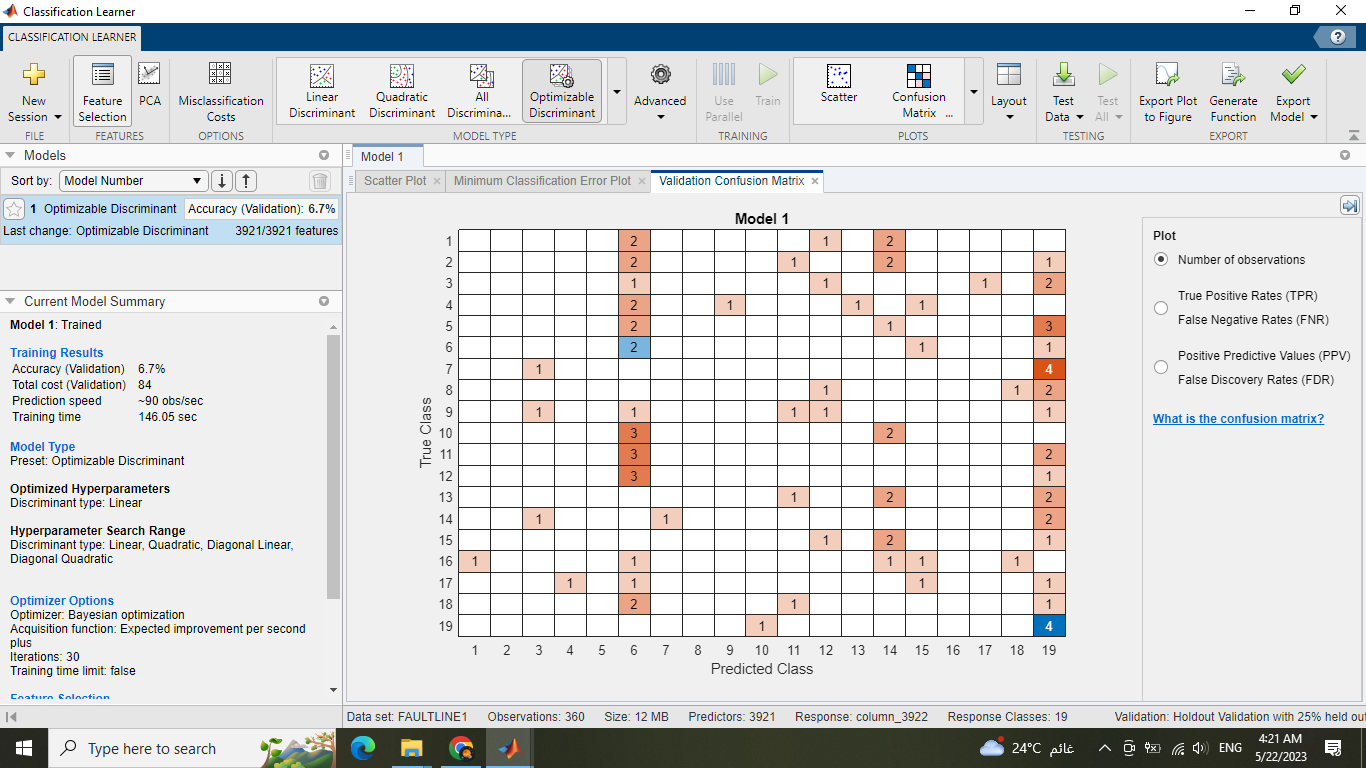 Classification Learner
CLASSIFICATION LEARNER
New Session
Feature Selection
PCA
Misclassification Costs
Linear Discriminant
Quadratic Discriminant
All Discrimina...
Optimizable Discriminant
Advanced
Use Parallel
Train
Scatter
Confusion Matrix ...
Layout
Test Data
Test All
Export Plot to Figure
Generate Function
Export Model
FILE
FEATURES
OPTIONS
MODEL TYPE
TRAINING
PLOTS
TESTING
EXPORT
Models
Sort by: Model Number
1 Optimizable Discriminant Accuracy (Validation): 6.7%
Last change: Optimizable Discriminant 3921/3921 features
Current Model Summary
Model 1: Trained
Training Results
Accuracy (Validation) 6.7%
Total cost (Validation) 84
Prediction speed ~90 obs/sec
Training time 146.05 sec
Model Type
Preset: Optimizable Discriminant
Optimized Hyperparameters
Discriminant type: Linear
Hyperparameter Search Range
Discriminant type: Linear, Quadratic, Diagonal Linear,
Diagonal Quadratic
Optimizer Options
Optimizer: Bayesian optimization
Acquisition function: Expected improvement per second
plus
Iterations: 30
Training time limit: false
Feature Selection
Model 1
Scatter Plot
Minimum Classification Error Plot
Validation Confusion Matrix
Model 1
True Class
1 2 1 2
2 2 1 2 1
3 1 1 1 2
4 2 1 1 1
5 2 1 3
6 2 1 1
7 1 4
8 1 1 2
9 1 1 1 1 1
10 3 2
11 3 2
12 3 1
13 1 2 2
14 1 1 2
15 1 2 1
16 1 1 1 1 1
17 1 1 1 1
18 2 1 1
19 1 4
1 2 3 4 5 6 7 8 9 10 11 12 13 14 15 16 17 18 19
Predicted Class
Plot
Number of observations
True Positive Rates (TPR)
False Negative Rates (FNR)
Positive Predictive Values (PPV)
False Discovery Rates (FDR)
What is the confusion matrix?
Data set: FAULTLINE1 Observations: 360 Size: 12 MB Predictors: 3921 Response: column_3922 Response Classes: 19 Validation: Holdout Validation with 25% held out
Type here to search
24°C غائم
ENG
4:21 AM
5/22/2023